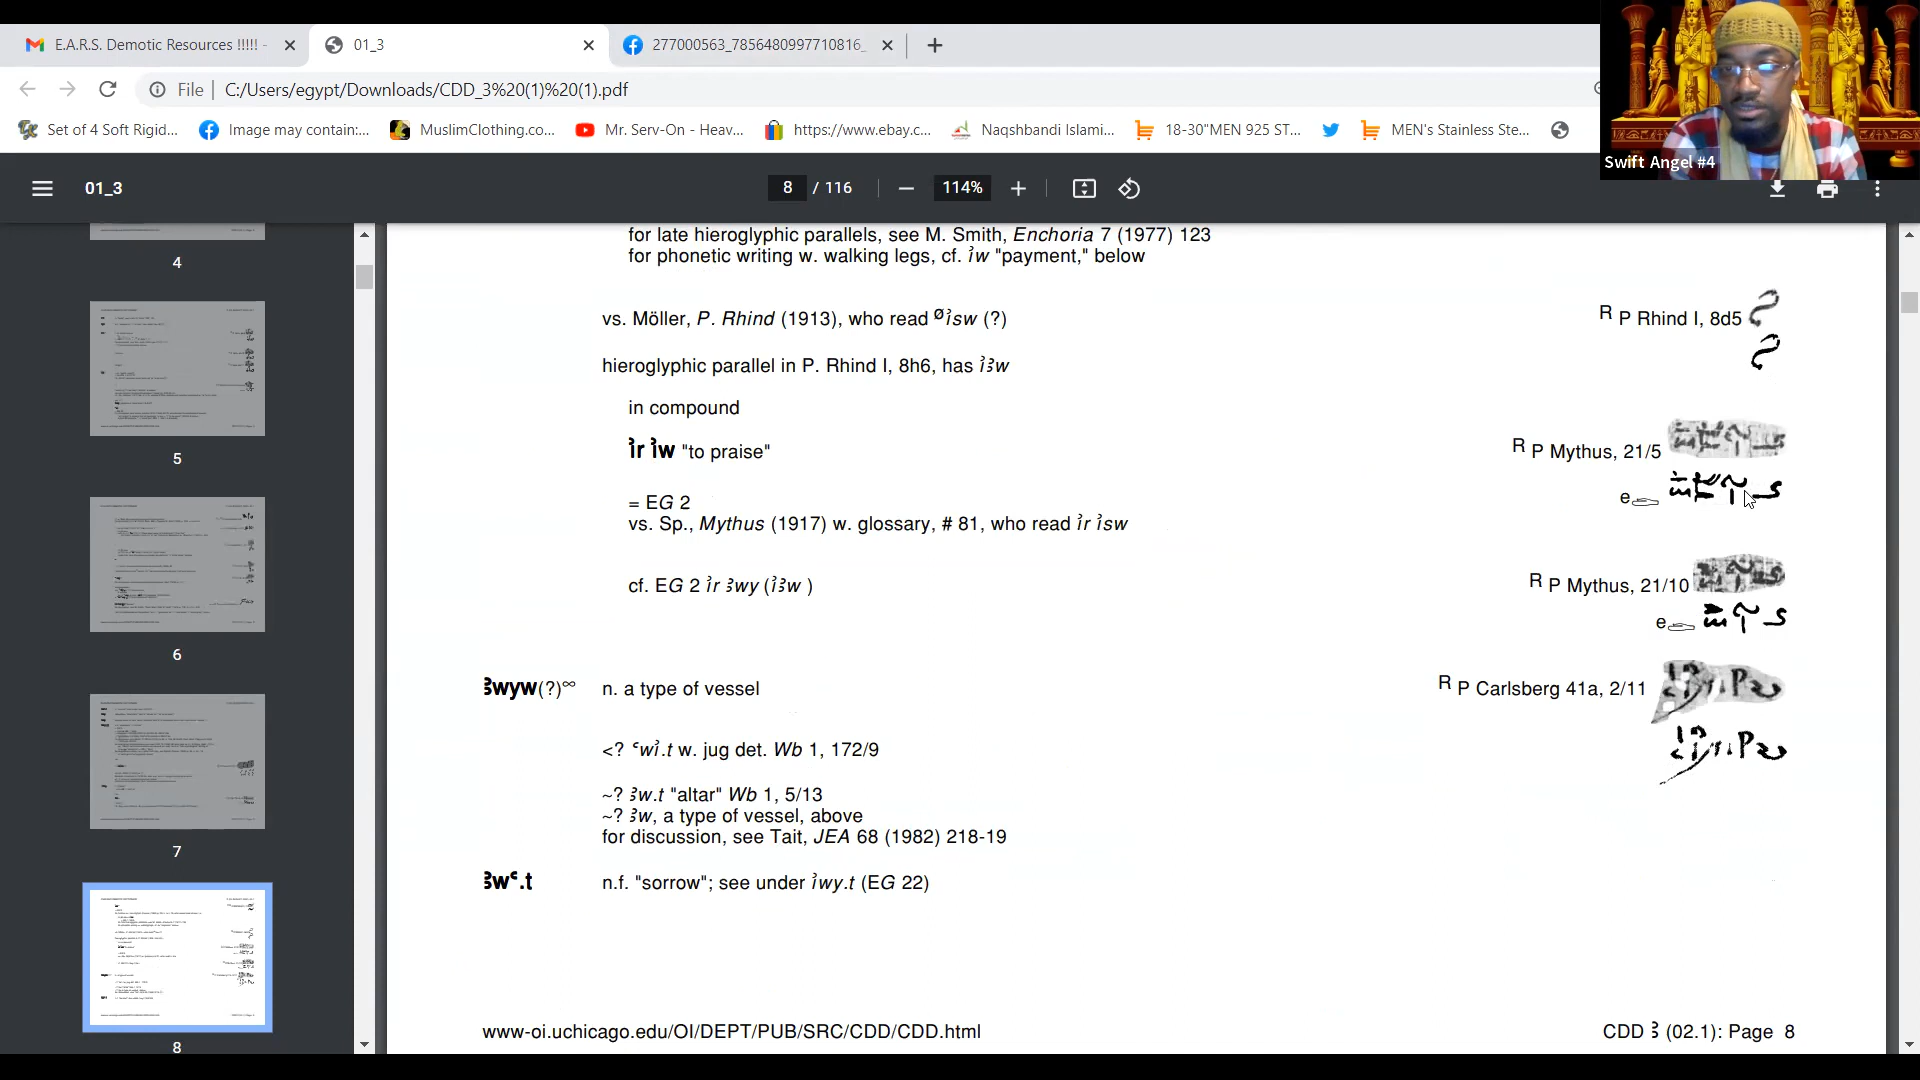 E.A.R.S. Demotic Resources !!!!! -
01_3
277000563_7856480997710816_
File | C:/Users/egypt/Downloads/CDD_3%20(1)%20(1).pdf
Set of 4 Soft Rigid...
Image may contain:...
MuslimClothing.co...
Mr. Serv-On - Heav...
https://www.ebay.c...
Naqshbandi Islami...
18-30"MEN 925 ST...
MEN's Stainless Ste...
Swift Angel #4
01_3
8 / 116
114%
4
5
6
7
8
for late hieroglyphic parallels, see M. Smith, Enchoria 7 (1977) 123
for phonetic writing w. walking legs, cf. ỉw "payment," below
vs. Möller, P. Rhind (1913), who read ᴓỉsw (?)
R P Rhind I, 8d5
hieroglyphic parallel in P. Rhind I, 8h6, has ỉꜣw
in compound
ỉr ỉw "to praise"
R P Mythus, 21/5
e
= EG 2
vs. Sp., Mythus (1917) w. glossary, # 81, who read ỉr ỉsw
cf. EG 2 ỉr ꜣwy (ỉꜣw )
R P Mythus, 21/10
e
ꜣwyw(?)∞ n. a type of vessel
R P Carlsberg 41a, 2/11
<? ꜥwỉ.t w. jug det. Wb 1, 172/9
~? ꜣw.t "altar" Wb 1, 5/13
~? ꜣw, a type of vessel, above
for discussion, see Tait, JEA 68 (1982) 218-19
ꜣwꜥ.t n.f. "sorrow"; see under ỉwy.t (EG 22)
www-oi.uchicago.edu/OI/DEPT/PUB/SRC/CDD/CDD.html
CDD ꜣ (02.1): Page 8